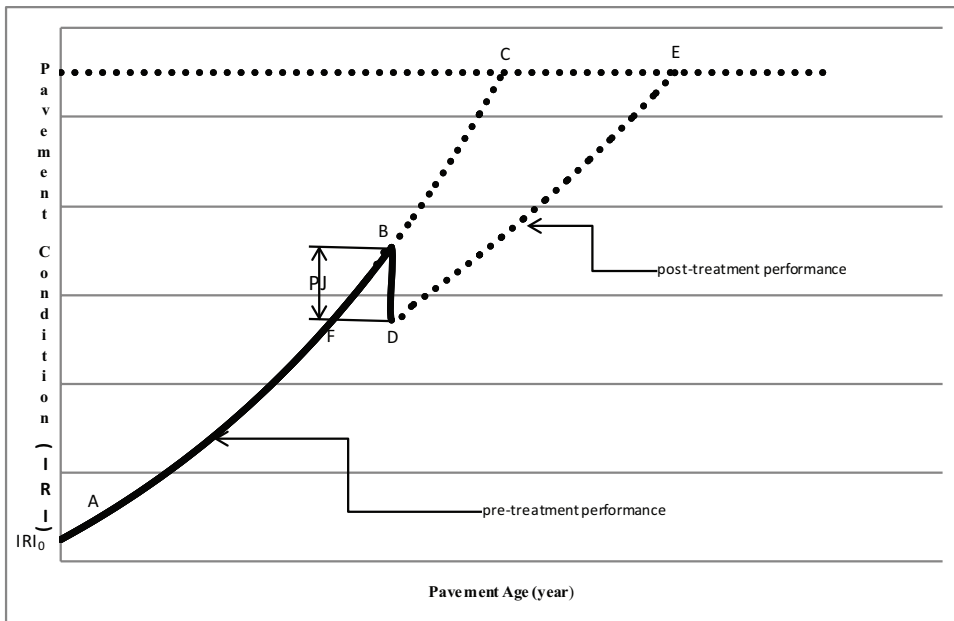 Pavement Condition (IRI)
C
E
B
PJ
post-treatment performance
F
D
A
pre-treatment performance
IRI₀
Pavement Age (year)